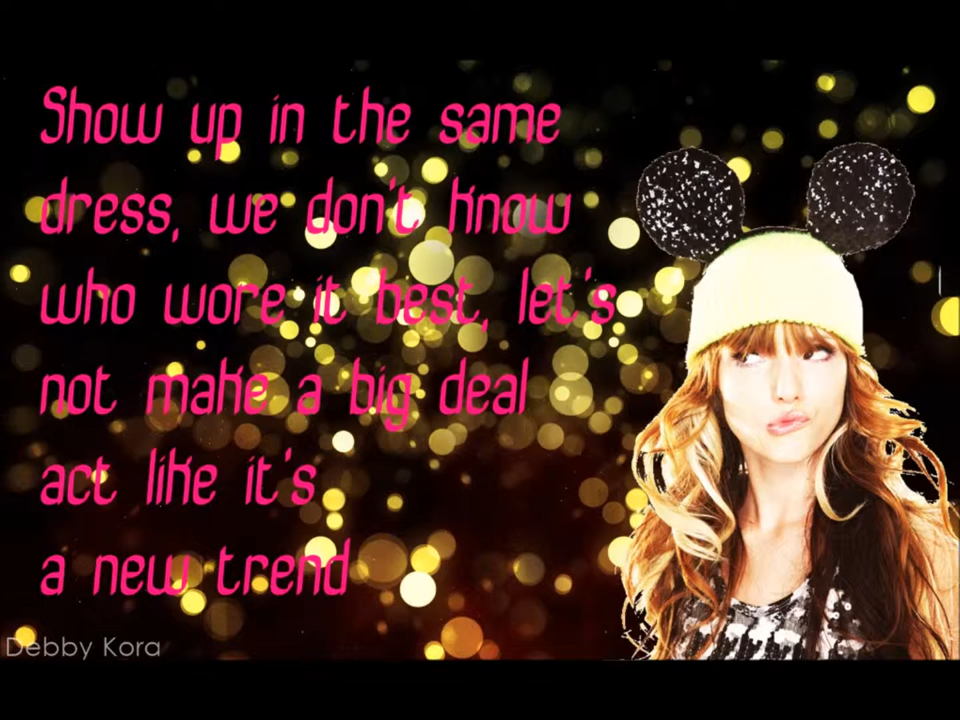 Show up in the same
dress, we don't know
who wore it best, let's
not make a big deal
act like it's
a new trend
Debby Kora